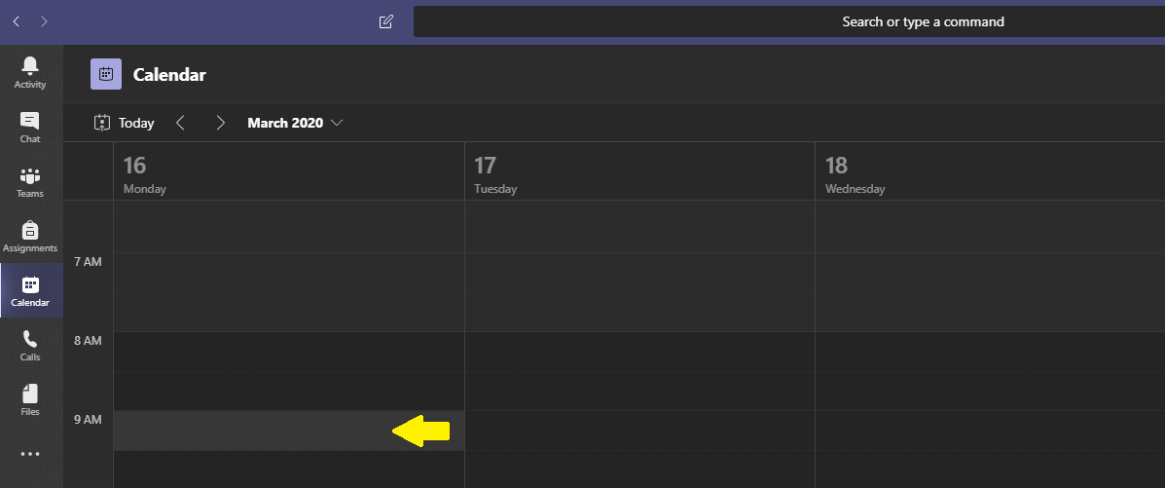 Search or type a command
Activity
Chat
Teams
Assignments
Calendar
Calls
Files
Calendar
Today March 2020
16 17 18
Monday Tuesday Wednesday
7 AM
8 AM
9 AM